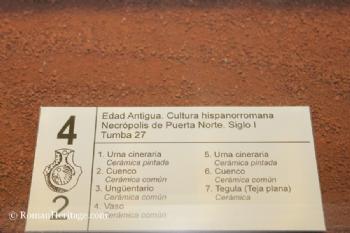 4
2
Edad Antigua. Cultura hispanorromana
Necrópolis de Puerta Norte. Siglo I
Tumba 27
1. Urna cineraria
Cerámica pintada
2. Cuenco
Cerámica común
3. Ungüentario
Cerámica común
4. Vaso
Cerámica común
5. Urna cineraria
Cerámica pintada
6. Cuenco
Cerámica común
7. Tegula (Teja plana)
Cerámica
© RomanHeritage.com